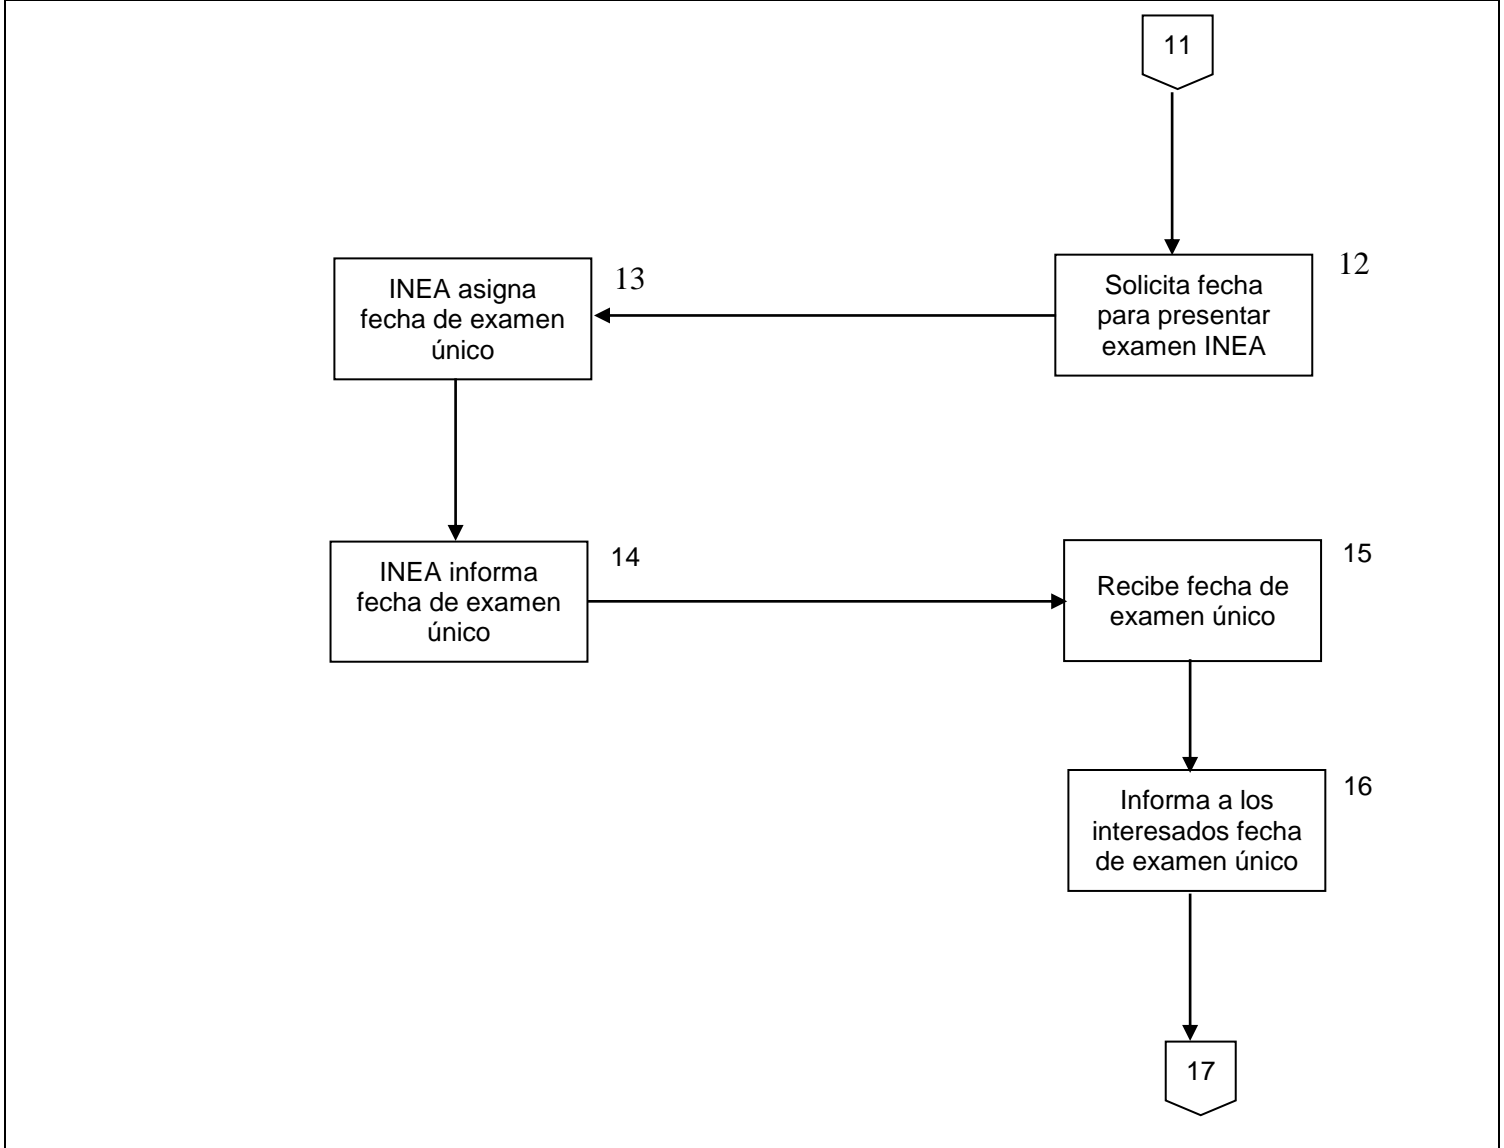 11
12
Solicita fecha
para presentar
examen INEA
13
INEA asigna
fecha de examen
único
14
INEA informa
fecha de examen
único
15
Recibe fecha de
examen único
16
Informa a los
interesados fecha
de examen único
17